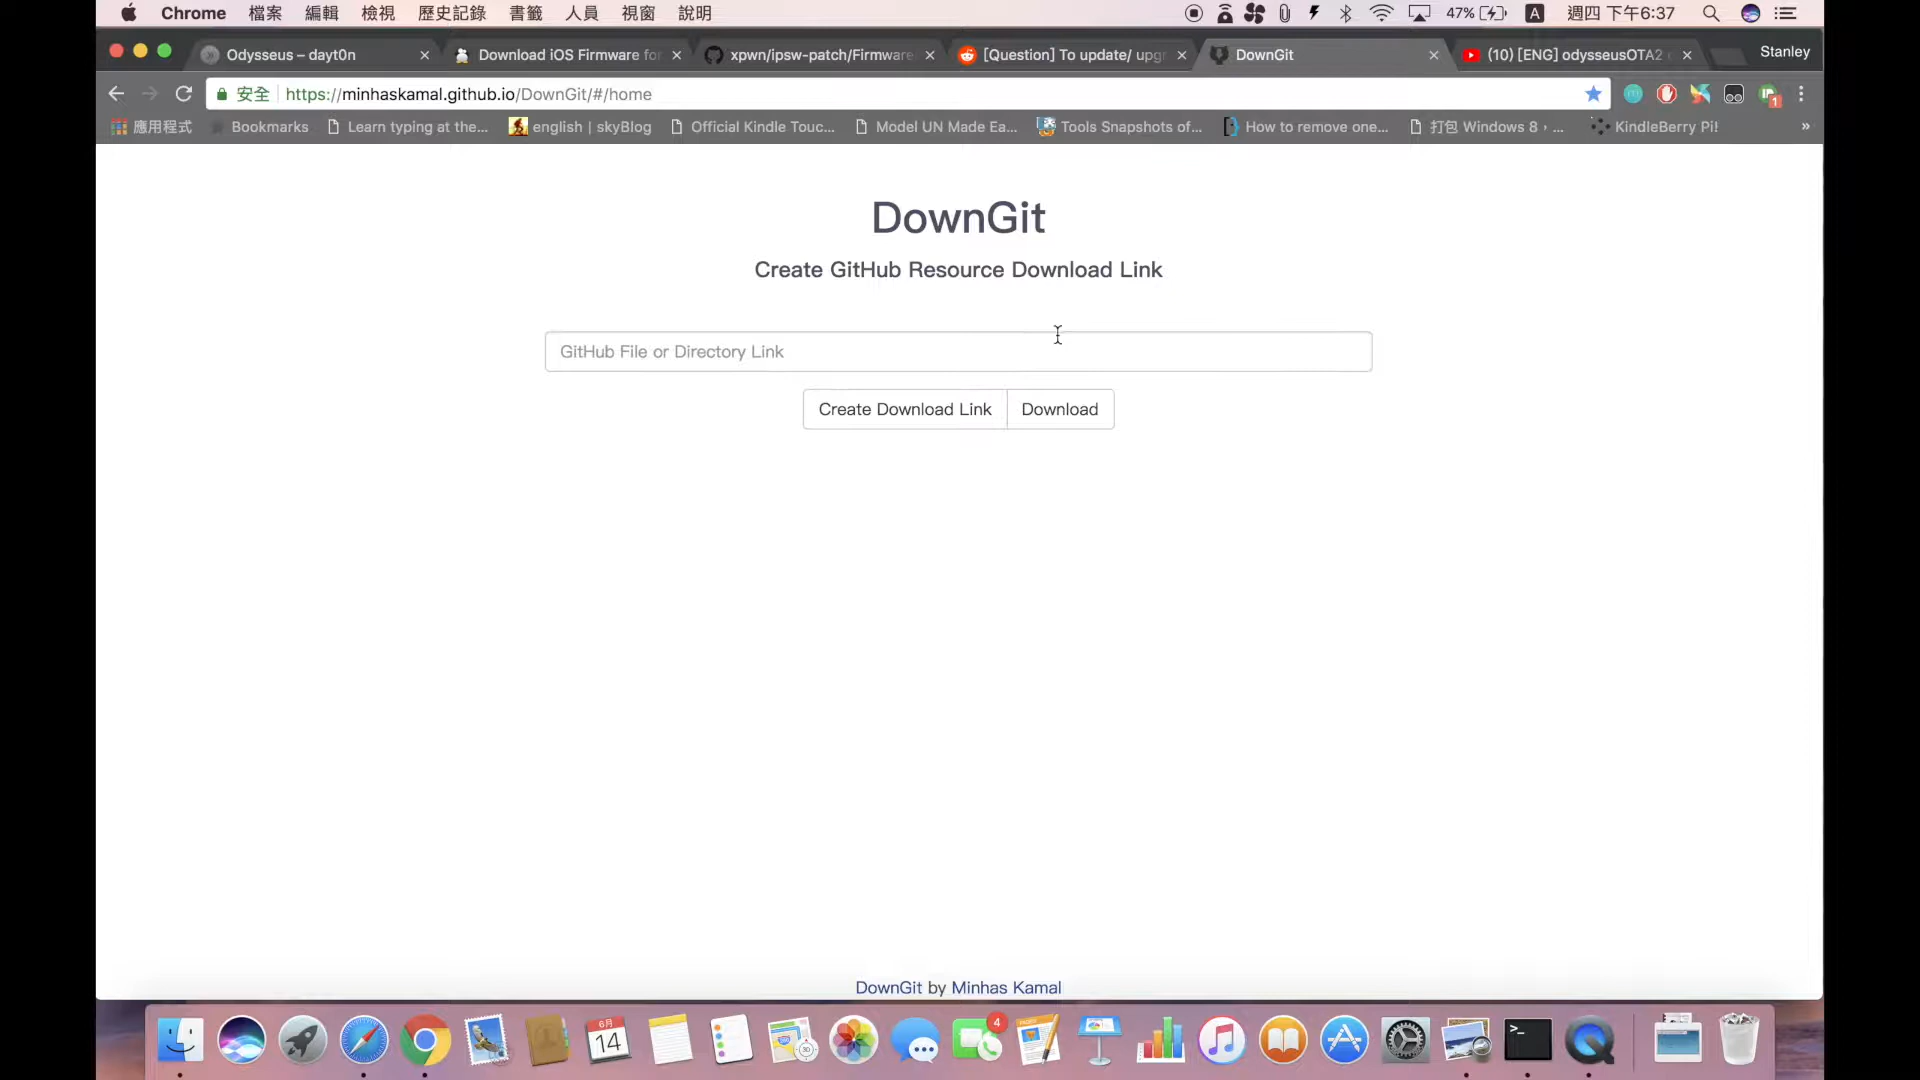 Chrome 檔案 編輯 檢視 歷史記錄 書籤 人員 視窗 說明 47% A 週四 下午6:37
Odysseus – dayt0n Download iOS Firmware for xpwn/ipsw-patch/Firmware [Question] To update/ upg DownGit (10) [ENG] odysseusOTA2 Stanley
安全 https://minhaskamal.github.io/DownGit/#/home 1
應用程式 Bookmarks Learn typing at the... english | skyBlog Official Kindle Touc... Model UN Made Ea... Tools Snapshots of... How to remove one... 打包 Windows 8，... KindleBerry Pi! »
DownGit
Create GitHub Resource Download Link
GitHub File or Directory Link
Create Download Link Download
DownGit by Minhas Kamal
6月
14
4